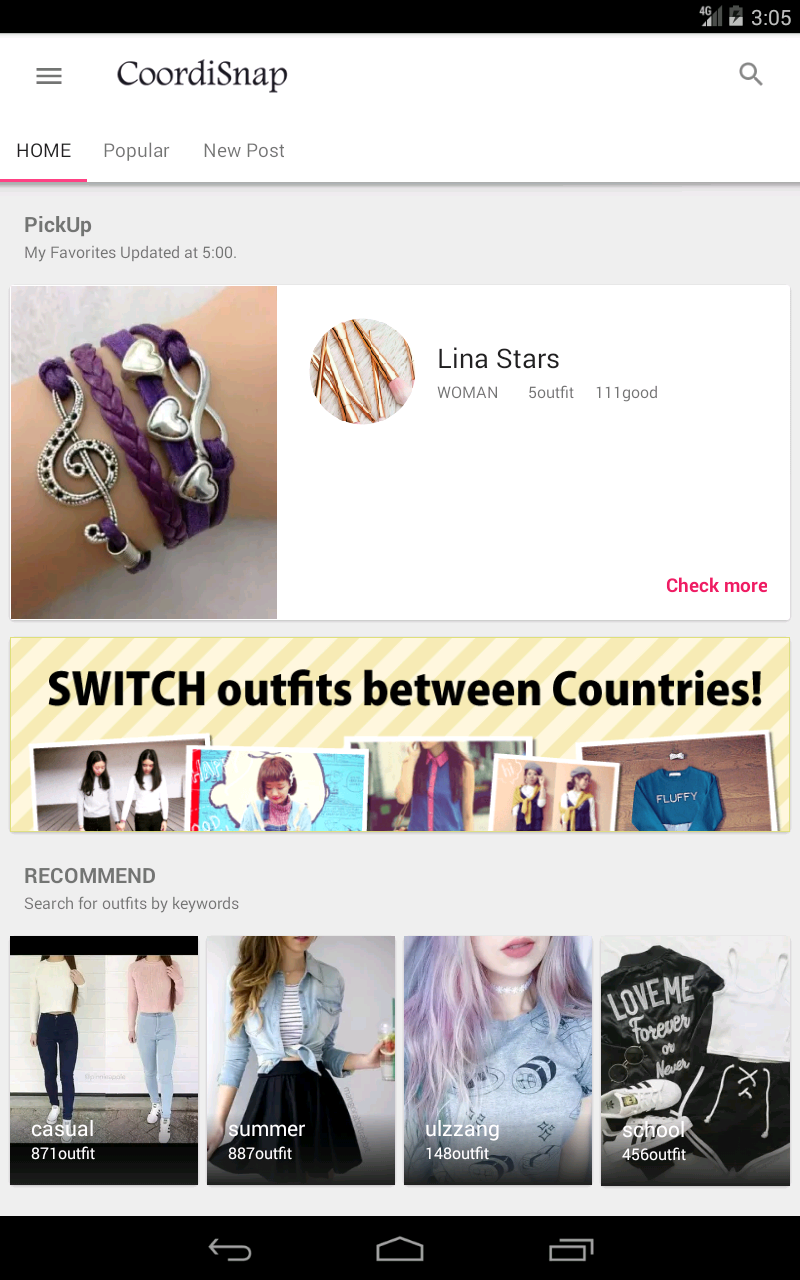 4G 3:05
CoordiSnap
HOME Popular New Post
PickUp
My Favorites Updated at 5:00.
Lina Stars
WOMAN 5outfit 111good
Check more
SWITCH outfits between Countries!
FLUFFY
RECOMMEND
Search for outfits by keywords
LOVE ME
Forever
or
Never
casual
871outfit
summer
887outfit
ulzzang
148outfit
school
456outfit